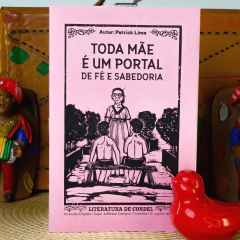 Autor: Patrick Lima
TODA MÃE
É UM PORTAL
DE FÉ E SABEDORIA
LITERATURA DE CORDEL